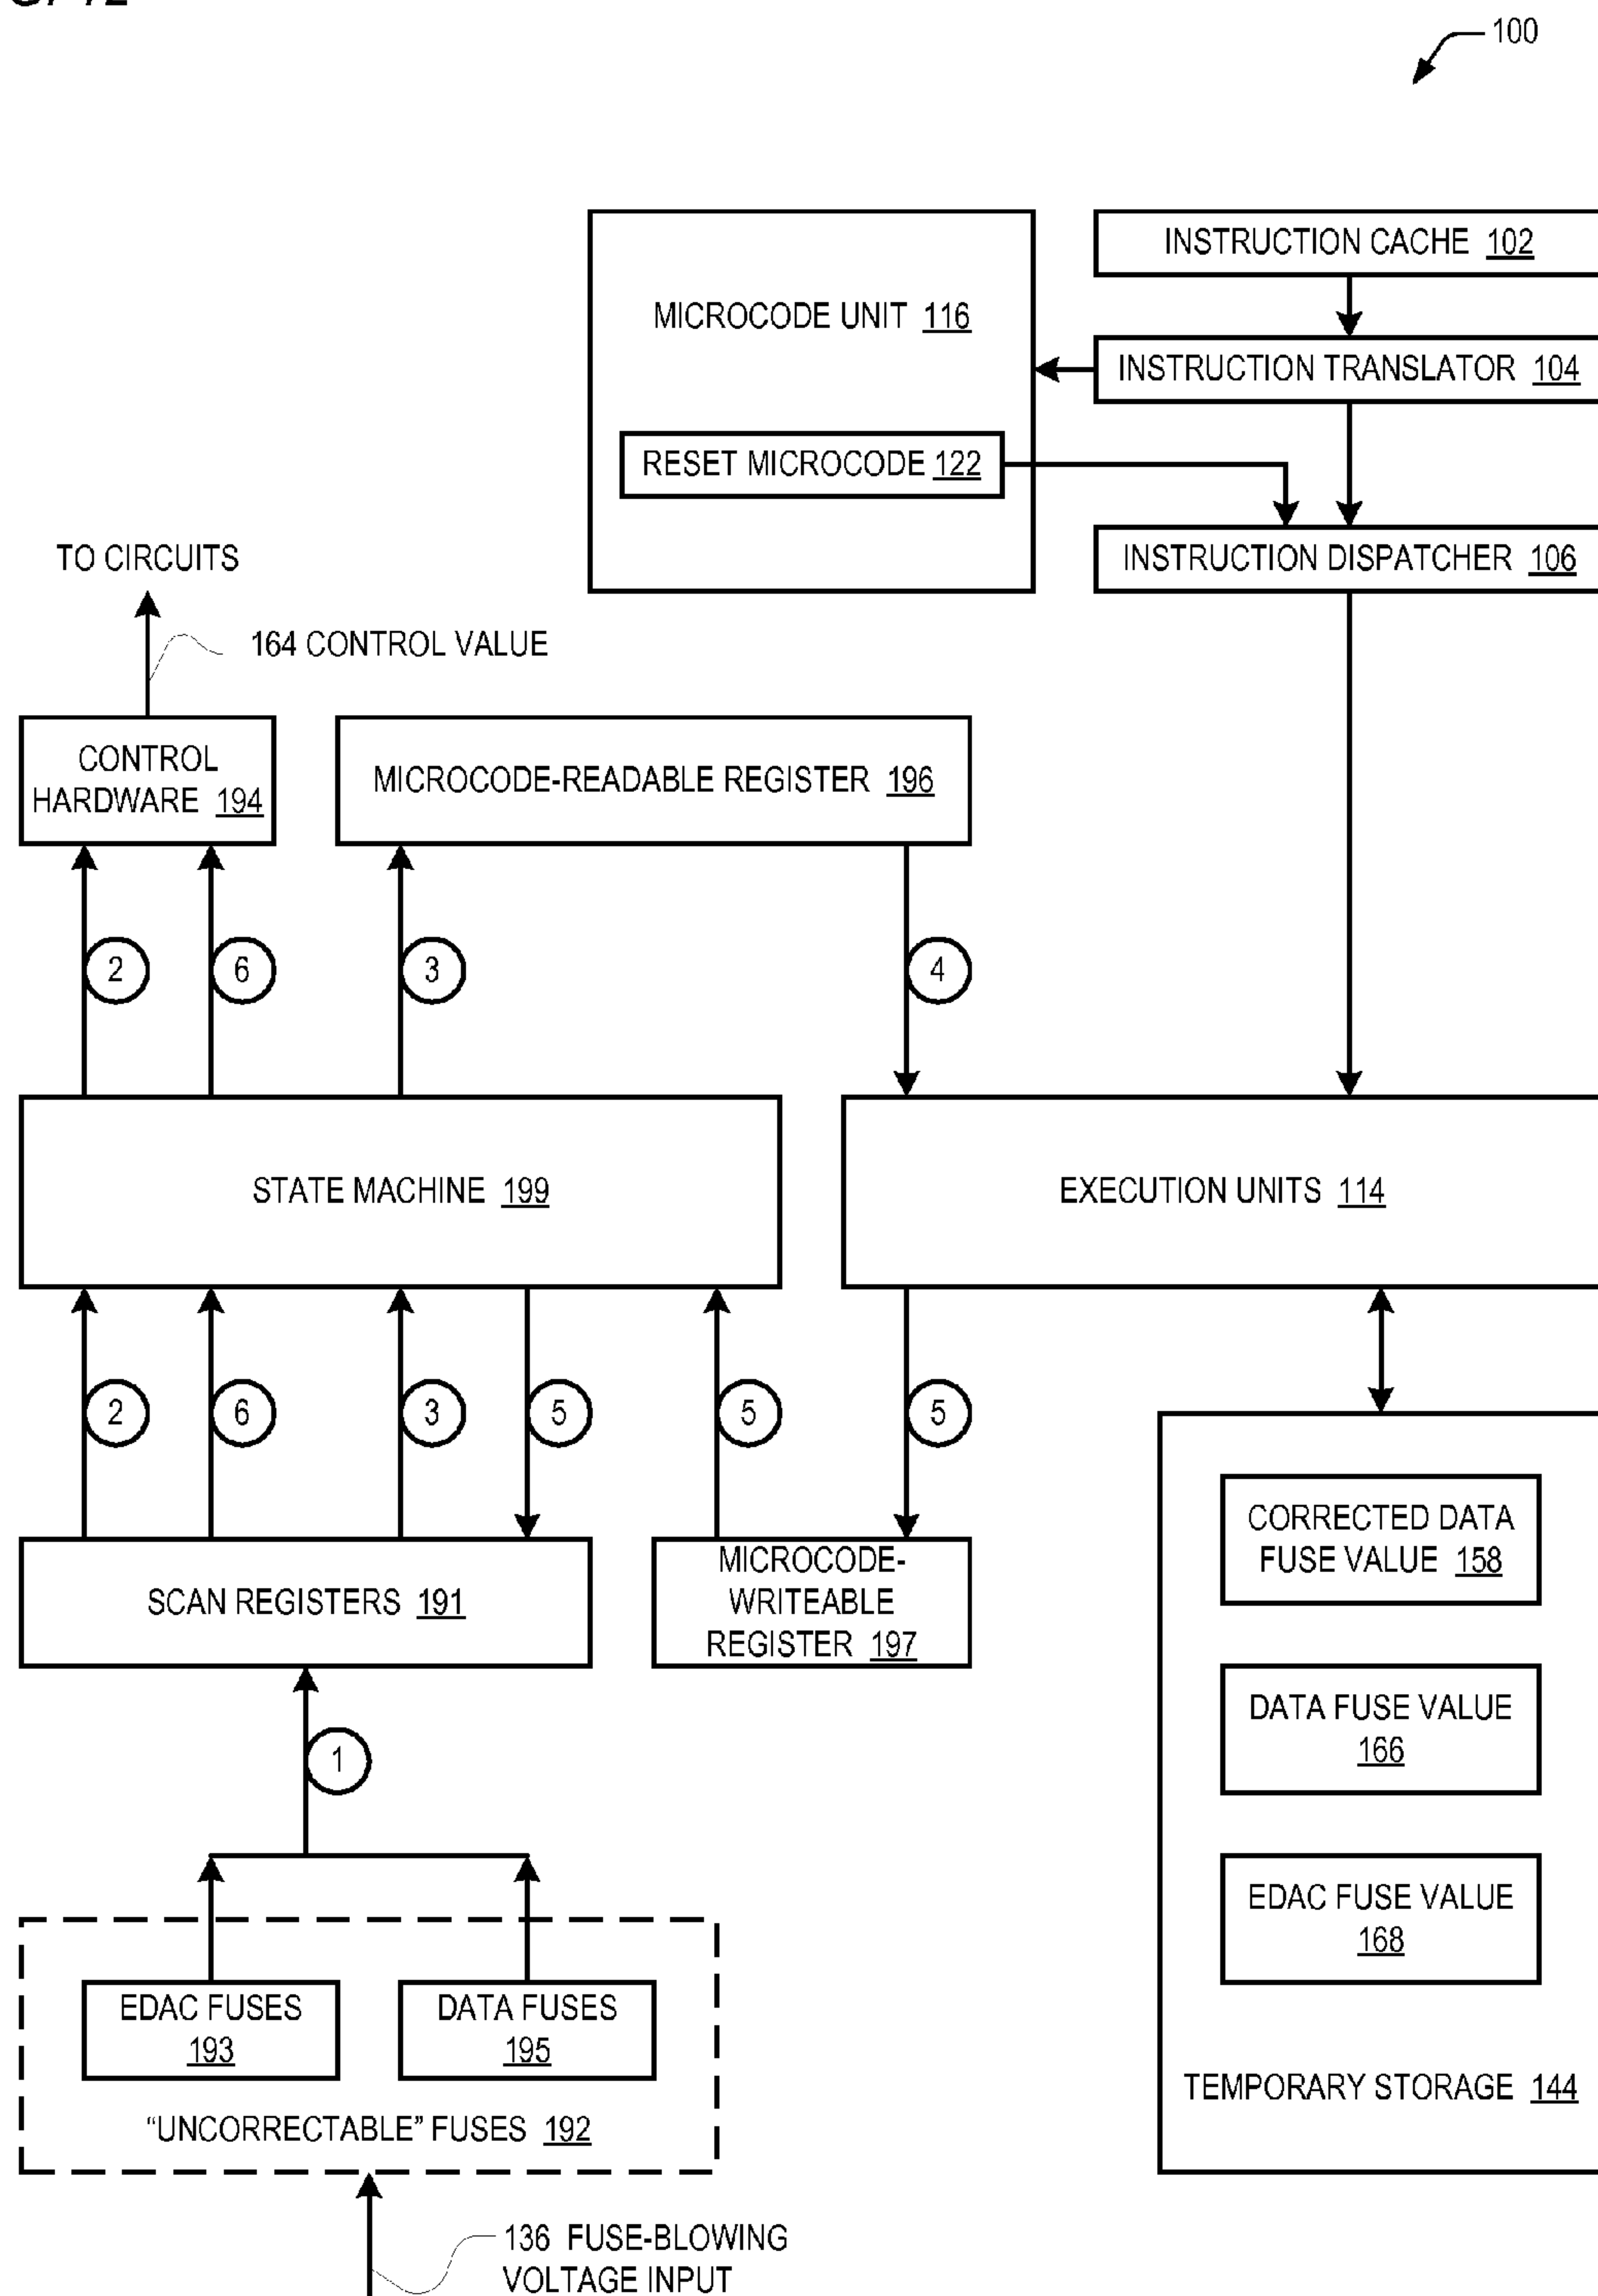 100
INSTRUCTION CACHE 102
MICROCODE UNIT 116
INSTRUCTION TRANSLATOR 104
RESET MICROCODE 122
INSTRUCTION DISPATCHER 106
TO CIRCUITS
164 CONTROL VALUE
CONTROL
HARDWARE 194
MICROCODE-READABLE REGISTER 196
2
6
3
4
STATE MACHINE 199
EXECUTION UNITS 114
2
6
3
5
5
5
SCAN REGISTERS 191
MICROCODE-
WRITEABLE
REGISTER 197
CORRECTED DATA
FUSE VALUE 158
DATA FUSE VALUE
166
1
EDAC FUSE VALUE
168
EDAC FUSES
193
DATA FUSES
195
"UNCORRECTABLE" FUSES 192
TEMPORARY STORAGE 144
136 FUSE-BLOWING
VOLTAGE INPUT